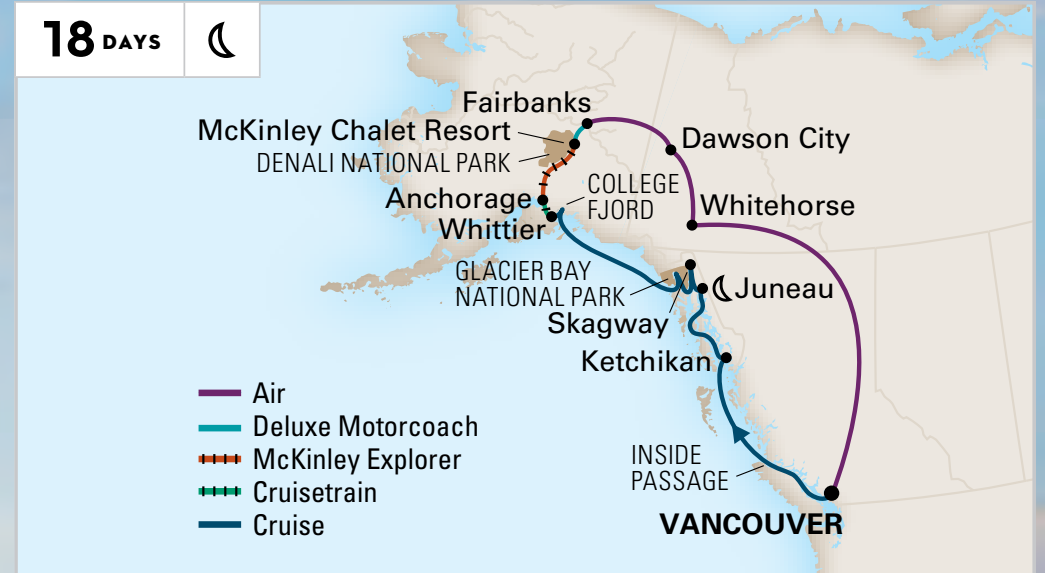 18 DAYS
Fairbanks
McKinley Chalet Resort
DENALI NATIONAL PARK
Dawson City
COLLEGE
FJORD
Anchorage
Whittier
Whitehorse
GLACIER BAY
NATIONAL PARK
Juneau
Skagway
Ketchikan
Air
Deluxe Motorcoach
McKinley Explorer
Cruisetrain
Cruise
INSIDE
PASSAGE
VANCOUVER